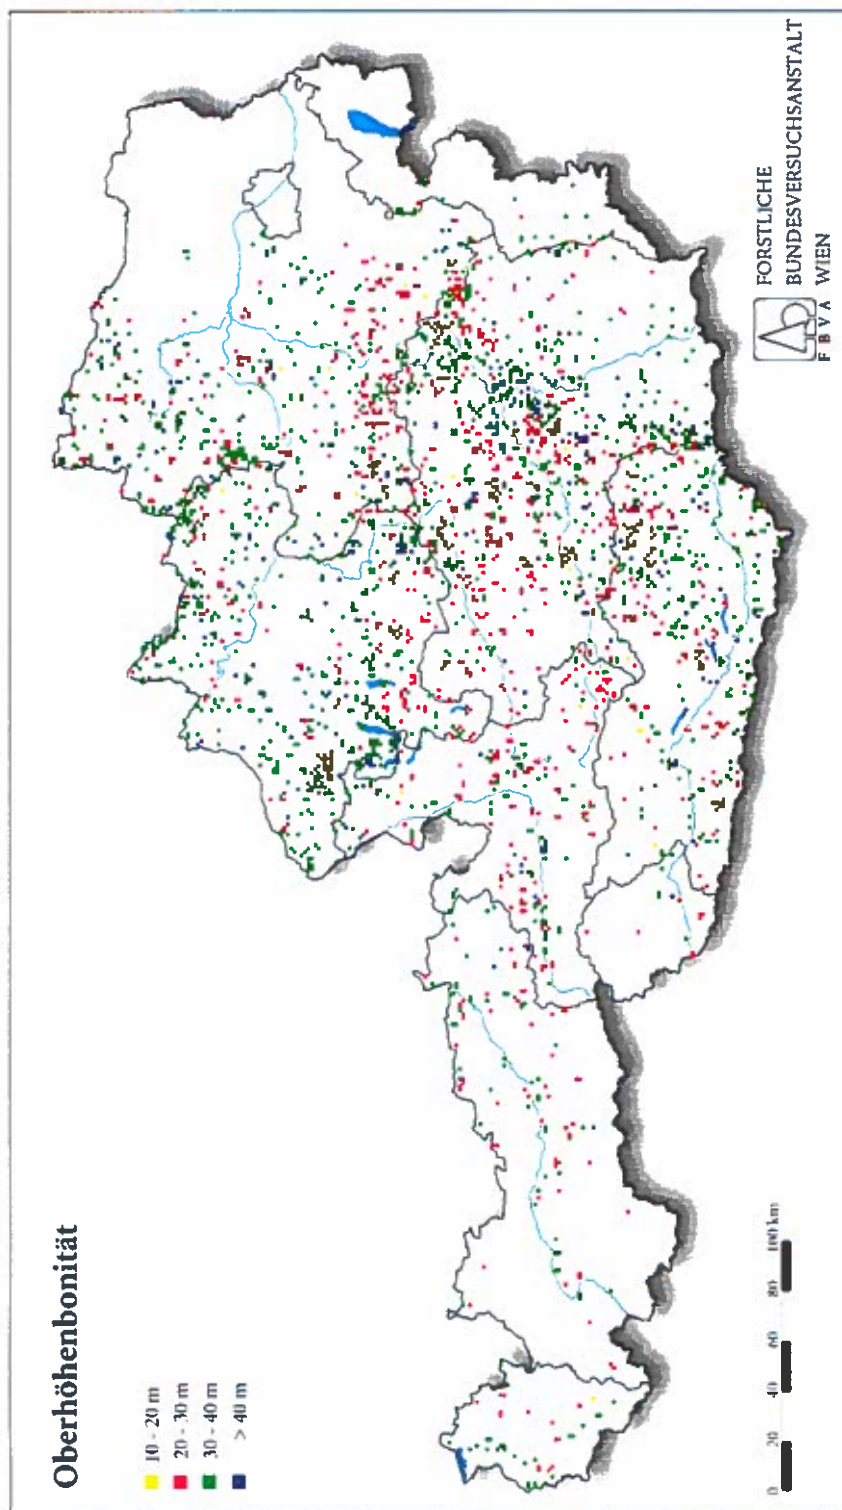 Oberhöhenbonität
10 - 20 m
20 - 30 m
30 - 40 m
> 40 m
0 20 40 60 80 100 km
FORSTLICHE
BUNDESVERSUCHSANSTALT
F B V A WIEN